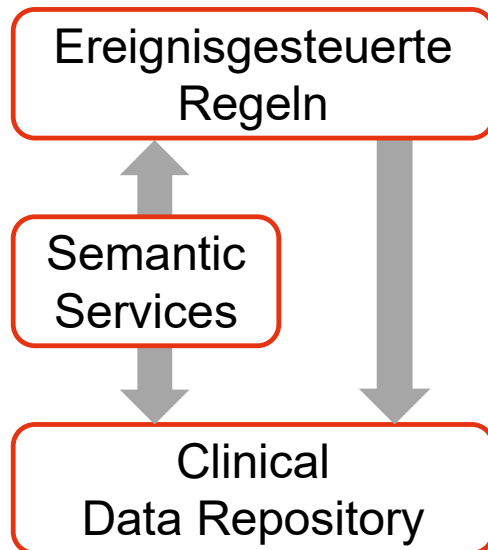 Ereignisgesteuerte
Regeln
Semantic
Services
Clinical
Data Repository